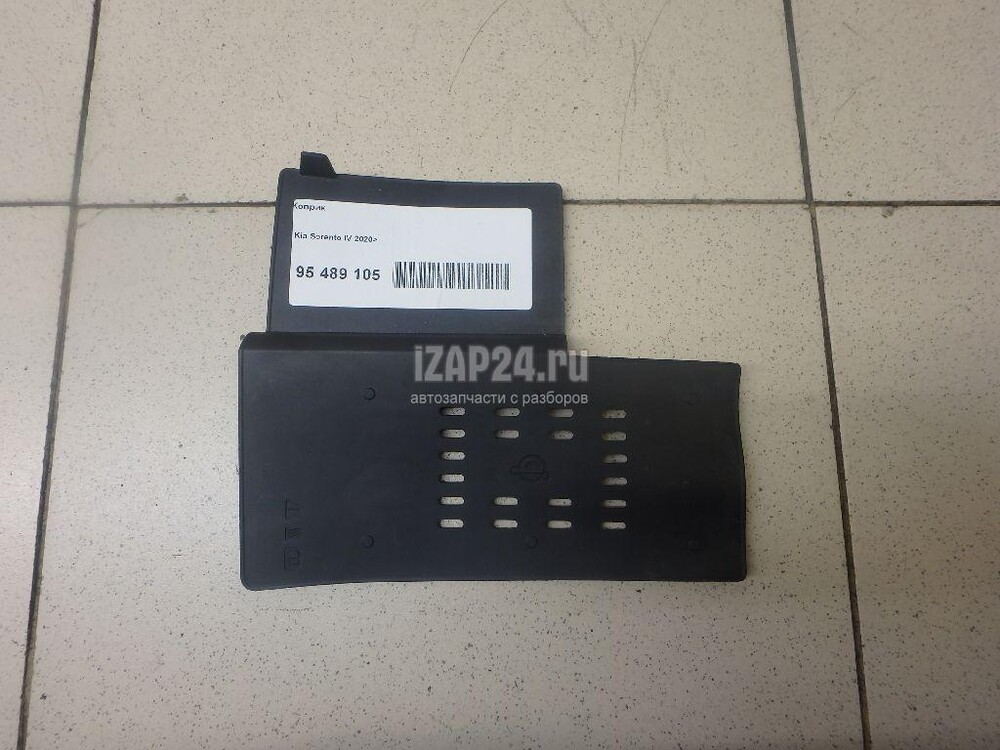 Коврик
Kia Sorento IV 2020>
95 489 105
iZAP24.ru
автозапчасти с разборов